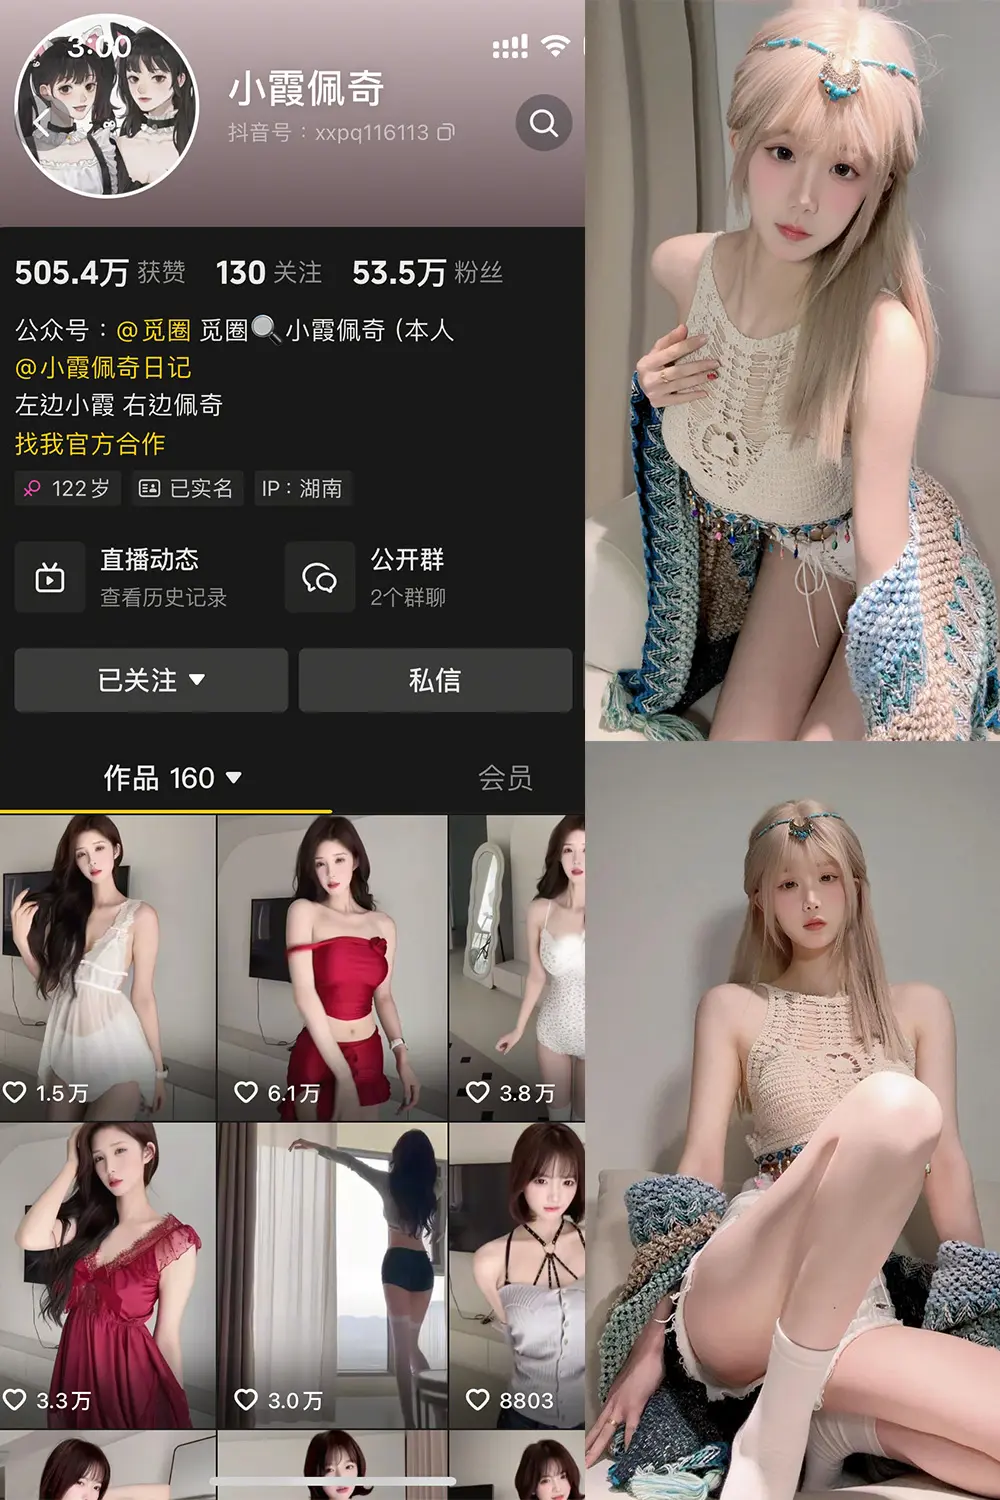 3:00
小霞佩奇
抖音号：xxpq116113
505.4万 获赞 130 关注 53.5万 粉丝
公众号：@觅圈 觅圈🔍小霞佩奇 (本人
@小霞佩奇日记
左边小霞 右边佩奇
找我官方合作
122岁 已实名 IP：湖南
直播动态 公开群
查看历史记录 2个群聊
已关注 私信
作品 160 会员
1.5万 6.1万 3.8万
3.3万 3.0万 8803